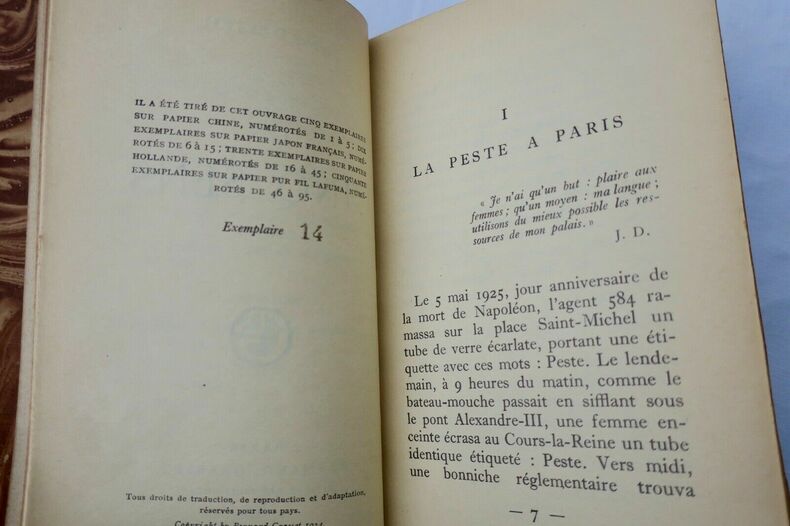 IL A ÉTÉ TIRÉ DE CET OUVRAGE CINQ EXEMPLAIRES
SUR PAPIER CHINE, NUMÉROTÉS DE 1 à 5 ; DIX
EXEMPLAIRES SUR PAPIER JAPON FRANÇAIS, NUMÉ-
ROTÉS DE 6 à 15 ; TRENTE EXEMPLAIRES SUR PAPIER
HOLLANDE, NUMÉROTÉS DE 16 à 45 ; CINQUANTE
EXEMPLAIRES SUR PAPIER PUR FIL LAFUMA, NUMÉ-
ROTÉS DE 46 à 95.
Exemplaire 14
Tous droits de traduction, de reproduction et d'adaptation,
réservés pour tous pays.
Copyright by
I
LA PESTE A PARIS
« Je n'ai qu'un but : plaire aux
femmes ; qu'un moyen : ma langue ;
utilisons du mieux possible les res-
sources de mon palais. »
J. D.
Le 5 mai 1925, jour anniversaire de
la mort de Napoléon, l'agent 584 ra-
massa sur la place Saint-Michel un
tube de verre écarlate, portant une éti-
quette avec ces mots : Peste. Le lende-
main, à 9 heures du matin, comme le
bateau-mouche passait en sifflant sous
le pont Alexandre-III, une femme en-
ceinte écrasa au Cours-la-Reine un tube
identique étiqueté : Peste. Vers midi,
une bonniche réglementaire trouva
— 7 —